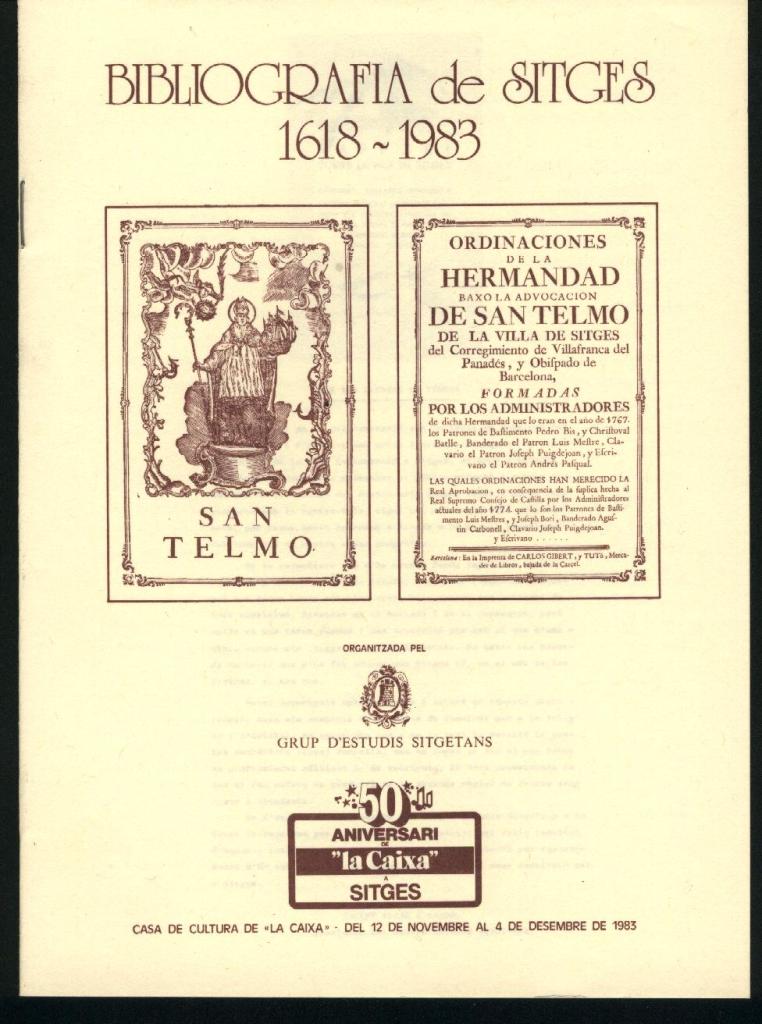 BIBLIOGRAFIA de SITGES
1618 ~ 1983
SAN
TELMO
ORDINACIONES
DE LA
HERMANDAD
BAXO LA ADVOCACION
DE SAN TELMO
DE LA VILLA DE SITGES
del Corregimiento de Villafranca del
Panadés, y Obiſpado de
Barcelona,
FORMADAS
POR LOS ADMINISTRADORES
de dicha Hermandad que lo eran en el año de 1767.
los Patrones de Baſtimento Pedro Bis, y Chriſtoval
Batlle, Banderado el Patron Luis Meſtre, Cla-
vario el Patron Joſeph Puigdejoan, y Eſcri-
vano el Patron Andrés Paſqual.
LAS QUALES ORDINACIONES HAN MERECIDO LA
Real Aprobacion, en conſequencia de la ſuplica hecha al
Real Supremo Conſejo de Caſtilla por los Adminiſtradores
actuales del año 1774. que lo ſon los Patrones de Baſti-
mento Luis Meſtres, y Joſeph Bori, Banderado Aguſ-
tin Carbonell, Clavario Joſeph Puigdejoan.
y Eſcrivano . . . . . .
Barcelona: En la Imprenta de CARLOS GIBERT, y TUTÓ, Merca-
der de Libros, bajada de la Carcel.
ORGANITZADA PEL
GRUP D'ESTUDIS SITGETANS
50
ANIVERSARI
DE
"la Caixa"
A
SITGES
CASA DE CULTURA DE «LA CAIXA» - DEL 12 DE NOVEMBRE AL 4 DE DESEMBRE DE 1983